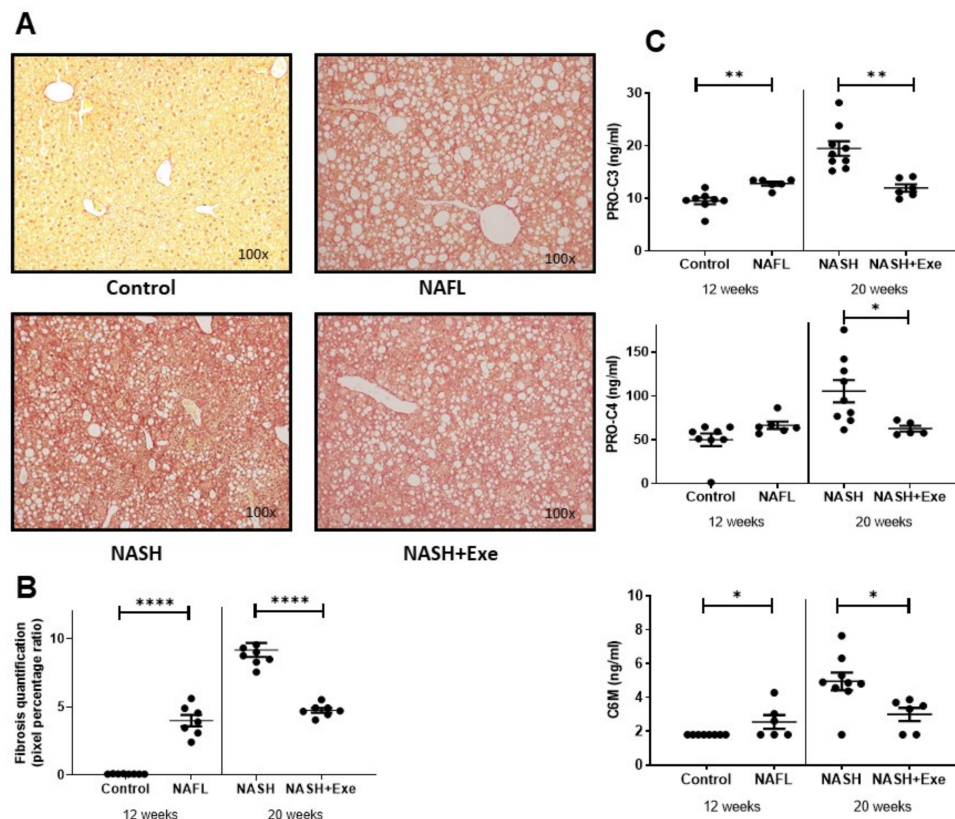 A
100x
Control
100x
NAFL
100x
NASH
100x
NASH+Exe
B
Fibrosis quantification
(pixel percentage ratio)
10
5
0
****
****
Control
NAFL
NASH
NASH+Exe
12 weeks
20 weeks
C
PRO-C3 (ng/ml)
30
20
10
0
**
**
Control
NAFL
NASH
NASH+Exe
12 weeks
20 weeks
PRO-C4 (ng/ml)
150
100
50
0
*
Control
NAFL
NASH
NASH+Exe
12 weeks
20 weeks
C6M (ng/ml)
10
8
6
4
2
0
*
*
Control
NAFL
NASH
NASH+Exe
12 weeks
20 weeks